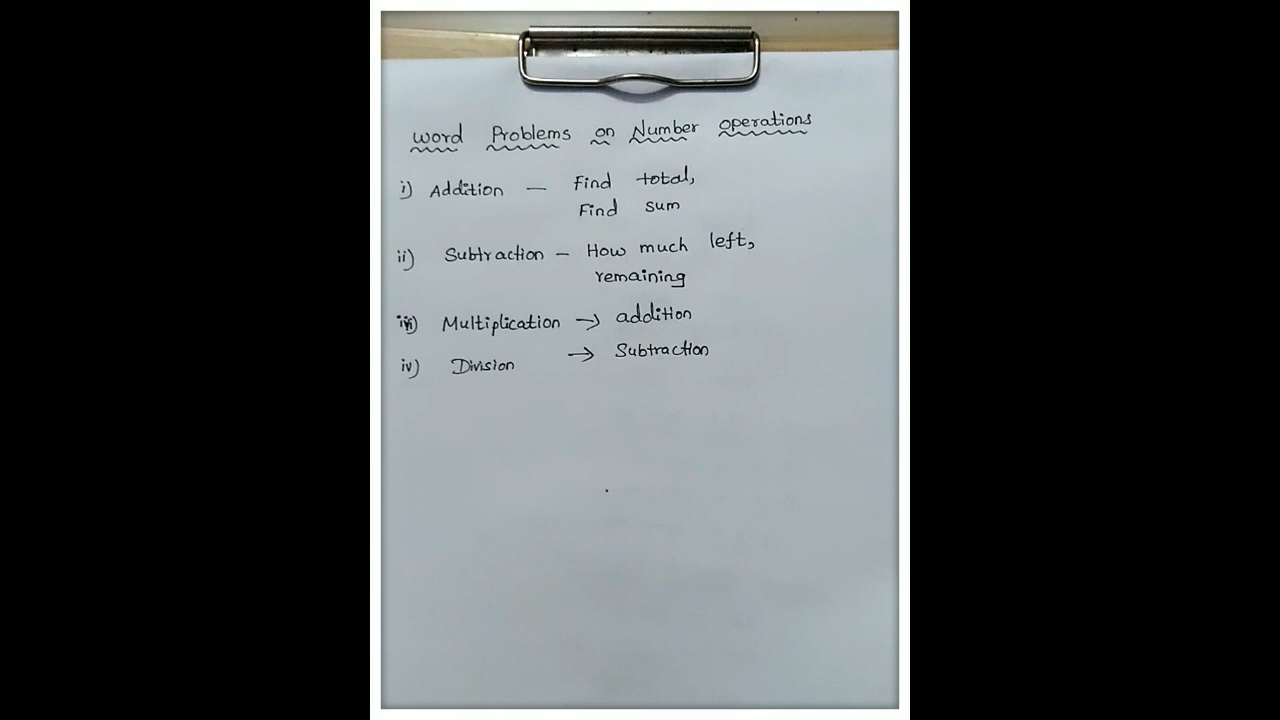 word Problems on Number operations
i) Addition — Find total,
Find sum
ii) Subtraction — How much left,
remaining
iii) Multiplication → addition
iv) Division → Subtraction